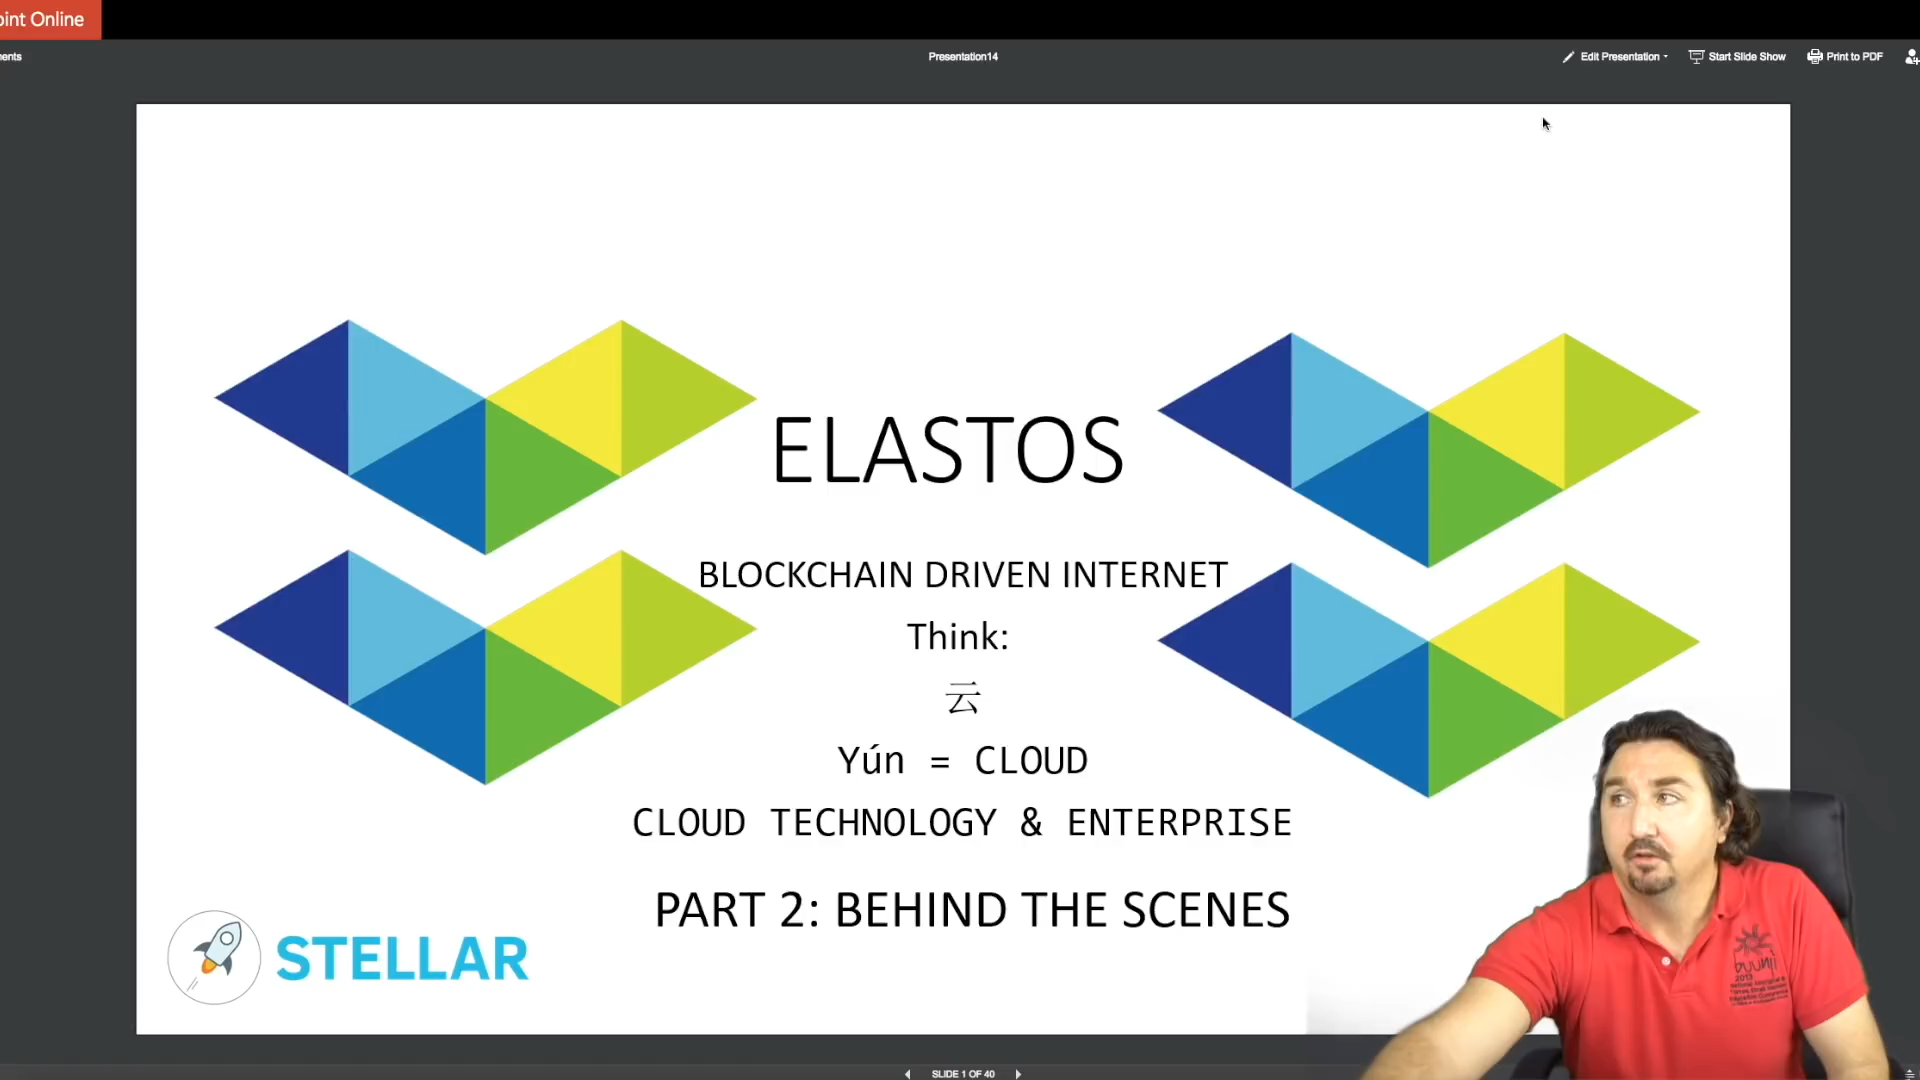 oint Online
ents
Presentation14
Edit Presentation
Start Slide Show
Print to PDF
ELASTOS
BLOCKCHAIN DRIVEN INTERNET
Think:
云
Yún = CLOUD
CLOUD TECHNOLOGY & ENTERPRISE
PART 2: BEHIND THE SCENES
STELLAR
2013
SLIDE 1 OF 40